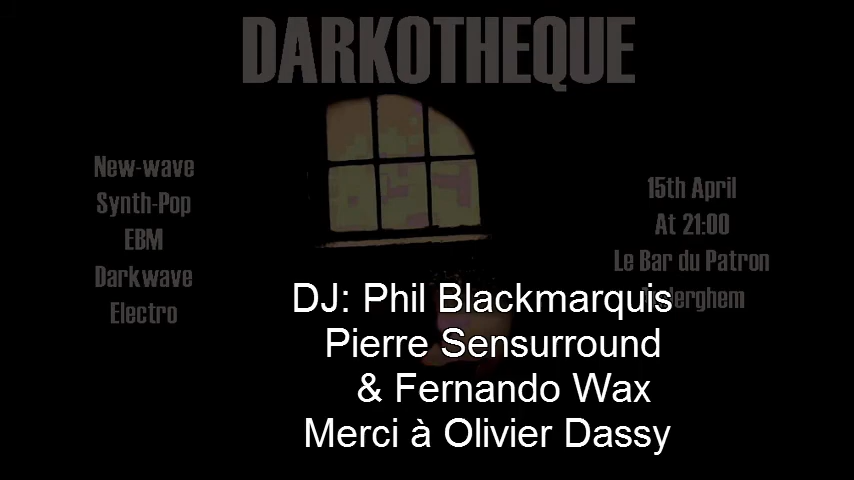 DARKOTHEQUE
New-wave
Synth-Pop
EBM
Darkwave
Electro
15th April
At 21:00
Le Bar du Patron
DJ: Phil Blackmarquis
Pierre Sensurround
& Fernando Wax
Merci à Olivier Dassy